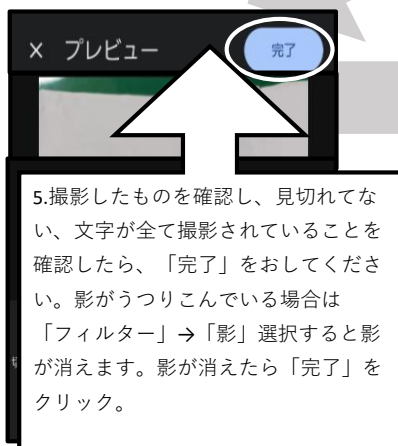 × プレビュー
完了
5.撮影したものを確認し、見切れてな
い、文字が全て撮影されていることを
確認したら、「完了」をおしてくださ
い。影がうつりこんでいる場合は
「フィルター」→「影」選択すると影
が消えます。影が消えたら「完了」を
クリック。